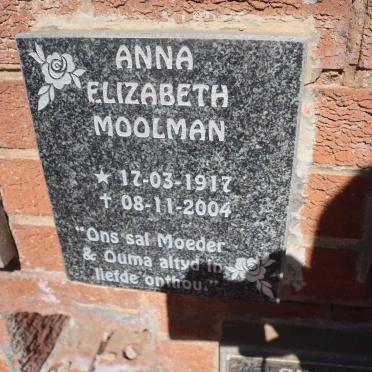 ANNA
ELIZABETH
MOOLMAN
★ 17-03-1917
✝ 08-11-2004
"Ons sal Moeder
& Ouma altyd in
liefde onthou."